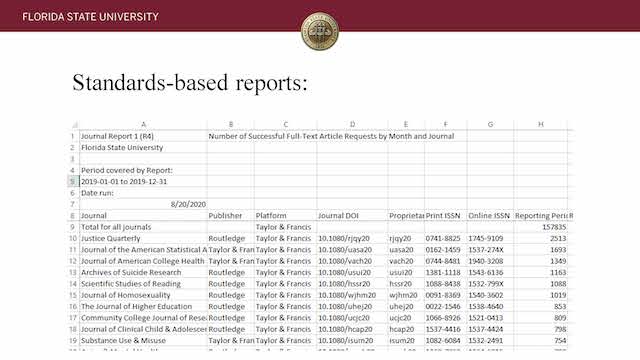 FLORIDA STATE UNIVERSITY
Standards-based reports:
A B C D E F G H
1 Journal Report 1 (R4) Number of Successful Full-Text Article Requests by Month and Journal
2 Florida State University
3
4 Period covered by Report:
5 2019-01-01 to 2019-12-31
6 Date run:
7 8/20/2020
8 Journal Publisher Platform Journal DOI Proprieta Print ISSN Online ISSN Reporting Peri R
9 Total for all journals Taylor & Francis 157835
10 Justice Quarterly Routledge Taylor & Francis 10.1080/rjqy20 rjqy20 0741-8825 1745-9109 2513
11 Journal of the American Statistical A Taylor & Fran Taylor & Francis 10.1080/uasa20 uasa20 0162-1459 1537-274X 1693
12 Journal of American College Health Taylor & Fran Taylor & Francis 10.1080/vach20 vach20 0744-8481 1940-3208 1349
13 Archives of Suicide Research Routledge Taylor & Francis 10.1080/usui20 usui20 1381-1118 1543-6136 1163
14 Scientific Studies of Reading Routledge Taylor & Francis 10.1080/hssr20 hssr20 1088-8438 1532-799X 1088
15 Journal of Homosexuality Routledge Taylor & Francis 10.1080/wjhm20 wjhm20 0091-8369 1540-3602 1019
16 The Journal of Higher Education Routledge Taylor & Francis 10.1080/uhej20 uhej20 0022-1546 1538-4640 853
17 Community College Journal of Resea Routledge Taylor & Francis 10.1080/ucjc20 ucjc20 1066-8926 1521-0413 809
18 Journal of Clinical Child & Adolescen Routledge Taylor & Francis 10.1080/hcap20 hcap20 1537-4416 1537-4424 798
19 Substance Use & Misuse Taylor & Fran Taylor & Francis 10.1080/isum20 isum20 1082-6084 1532-2491 754